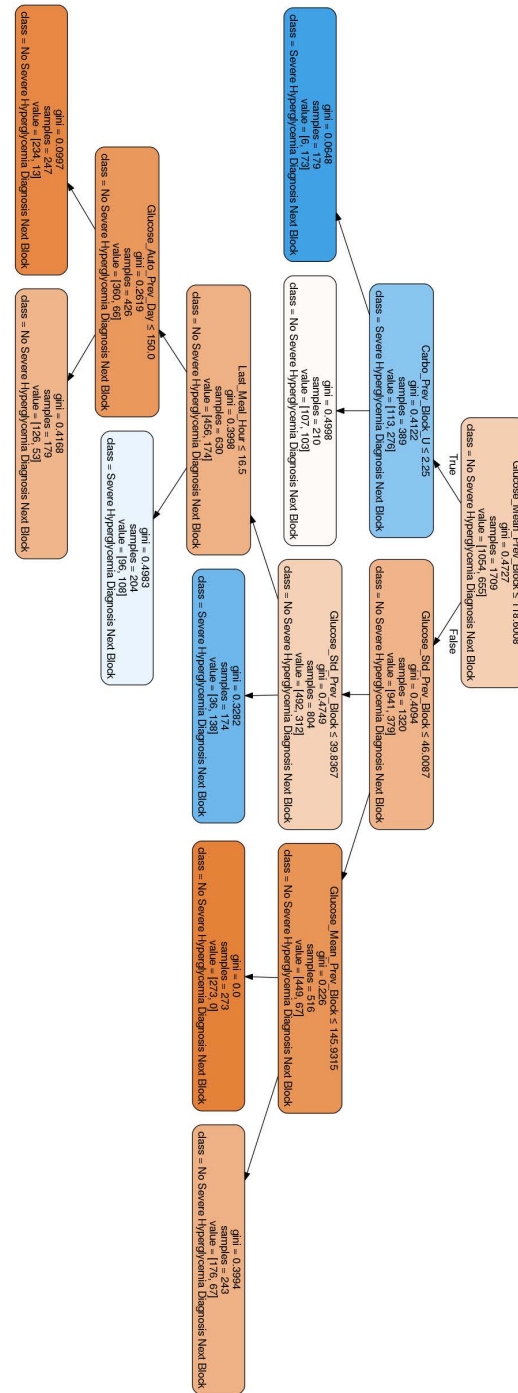 Glucose_Mean_Prev_Block ≤
gini = 0.4727
samples = 1709
value = [1054, 655]
class = No Severe Hyperglycemia Diagnosis Next Block
True
False
Carbo_Prev_Block_U ≤ 2.25
gini = 0.4122
samples = 389
value = [113, 276]
class = Severe Hyperglycemia Diagnosis Next Block
Glucose_Std_Prev_Block ≤ 46.0087
gini = 0.4094
samples = 1320
value = [941, 379]
class = No Severe Hyperglycemia Diagnosis Next Block
gini = 0.0648
samples = 179
value = [6, 173]
class = Severe Hyperglycemia Diagnosis Next Block
gini = 0.4998
samples = 210
value = [107, 103]
class = No Severe Hyperglycemia Diagnosis Next Block
Glucose_Std_Prev_Block ≤ 39.8367
gini = 0.4749
samples = 804
value = [492, 312]
class = No Severe Hyperglycemia Diagnosis Next Block
Glucose_Mean_Prev_Block ≤ 145.9315
gini = 0.226
samples = 516
value = [449, 67]
class = No Severe Hyperglycemia Diagnosis Next Block
Last_Meal_Hour ≤ 16.5
gini = 0.3998
samples = 630
value = [456, 174]
class = No Severe Hyperglycemia Diagnosis Next Block
gini = 0.3282
samples = 174
value = [36, 138]
class = Severe Hyperglycemia Diagnosis Next Block
gini = 0.0
samples = 273
value = [273, 0]
class = No Severe Hyperglycemia Diagnosis Next Block
gini = 0.3994
samples = 243
value = [176, 67]
class = No Severe Hyperglycemia Diagnosis Next Block
Glucose_Auto_Prev_Day ≤ 150.0
gini = 0.2619
samples = 426
value = [360, 66]
class = No Severe Hyperglycemia Diagnosis Next Block
gini = 0.4983
samples = 204
value = [96, 108]
class = Severe Hyperglycemia Diagnosis Next Block
gini = 0.0997
samples = 247
value = [234, 13]
class = No Severe Hyperglycemia Diagnosis Next Block
gini = 0.4168
samples = 179
value = [126, 53]
class = No Severe Hyperglycemia Diagnosis Next Block